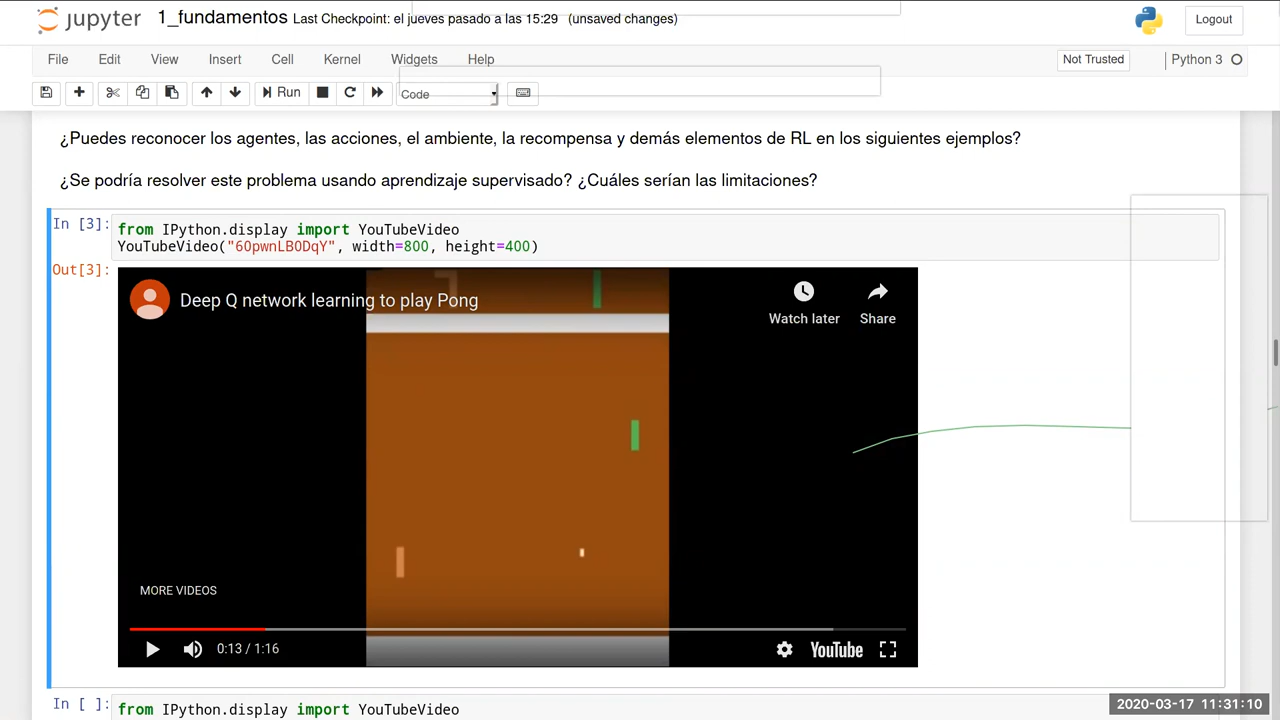 jupyter 1_fundamentos Last Checkpoint: el jueves pasado a las 15:29 (unsaved changes) Logout
File Edit View Insert Cell Kernel Widgets Help Not Trusted Python 3
Run Code
¿Puedes reconocer los agentes, las acciones, el ambiente, la recompensa y demás elementos de RL en los siguientes ejemplos?
¿Se podría resolver este problema usando aprendizaje supervisado? ¿Cuáles serían las limitaciones?
In [3]: from IPython.display import YouTubeVideo
YouTubeVideo("6OpwnLB0DqY", width=800, height=400)
Out[3]:
Deep Q network learning to play Pong
Watch later Share
MORE VIDEOS
0:13 / 1:16 YouTube
In [ ]: from IPython.display import YouTubeVideo
2020-03-17 11:31:10